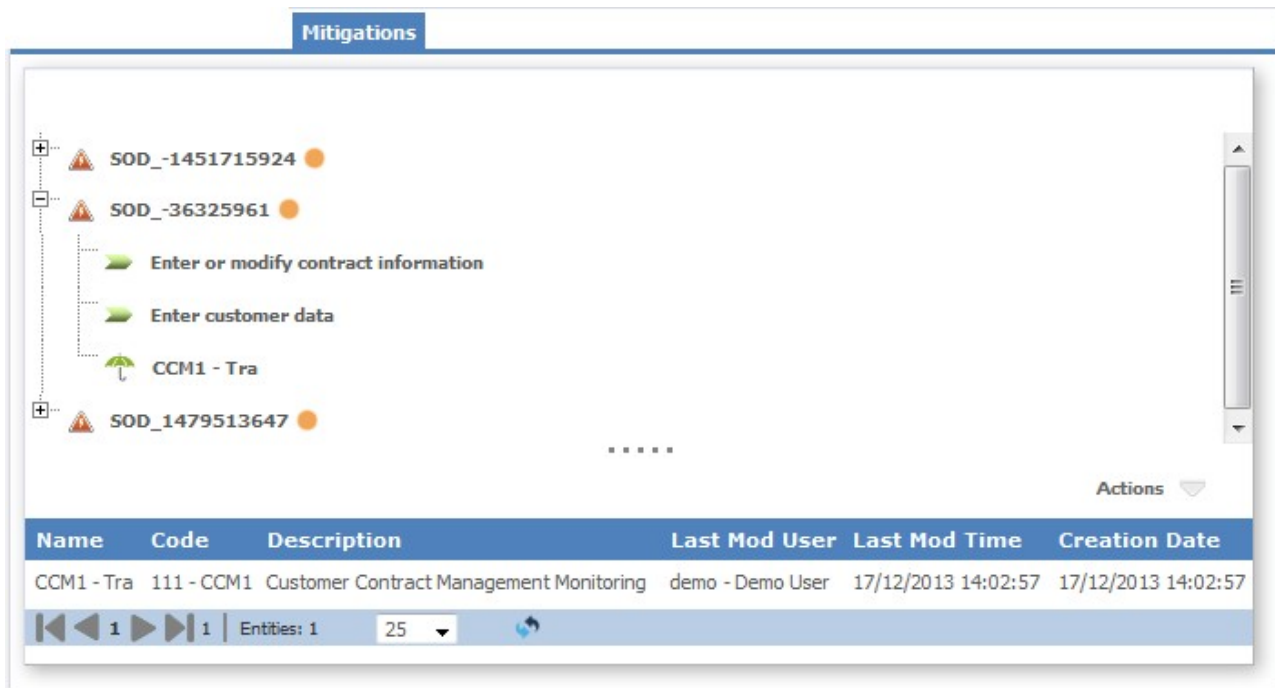 Mitigations
SOD_-1451715924
SOD_-36325961
Enter or modify contract information
Enter customer data
CCM1 - Tra
SOD_1479513647
Actions
Name Code Description Last Mod User Last Mod Time Creation Date
CCM1 - Tra 111 - CCM1 Customer Contract Management Monitoring demo - Demo User 17/12/2013 14:02:57 17/12/2013 14:02:57
1 1 Entities: 1 25